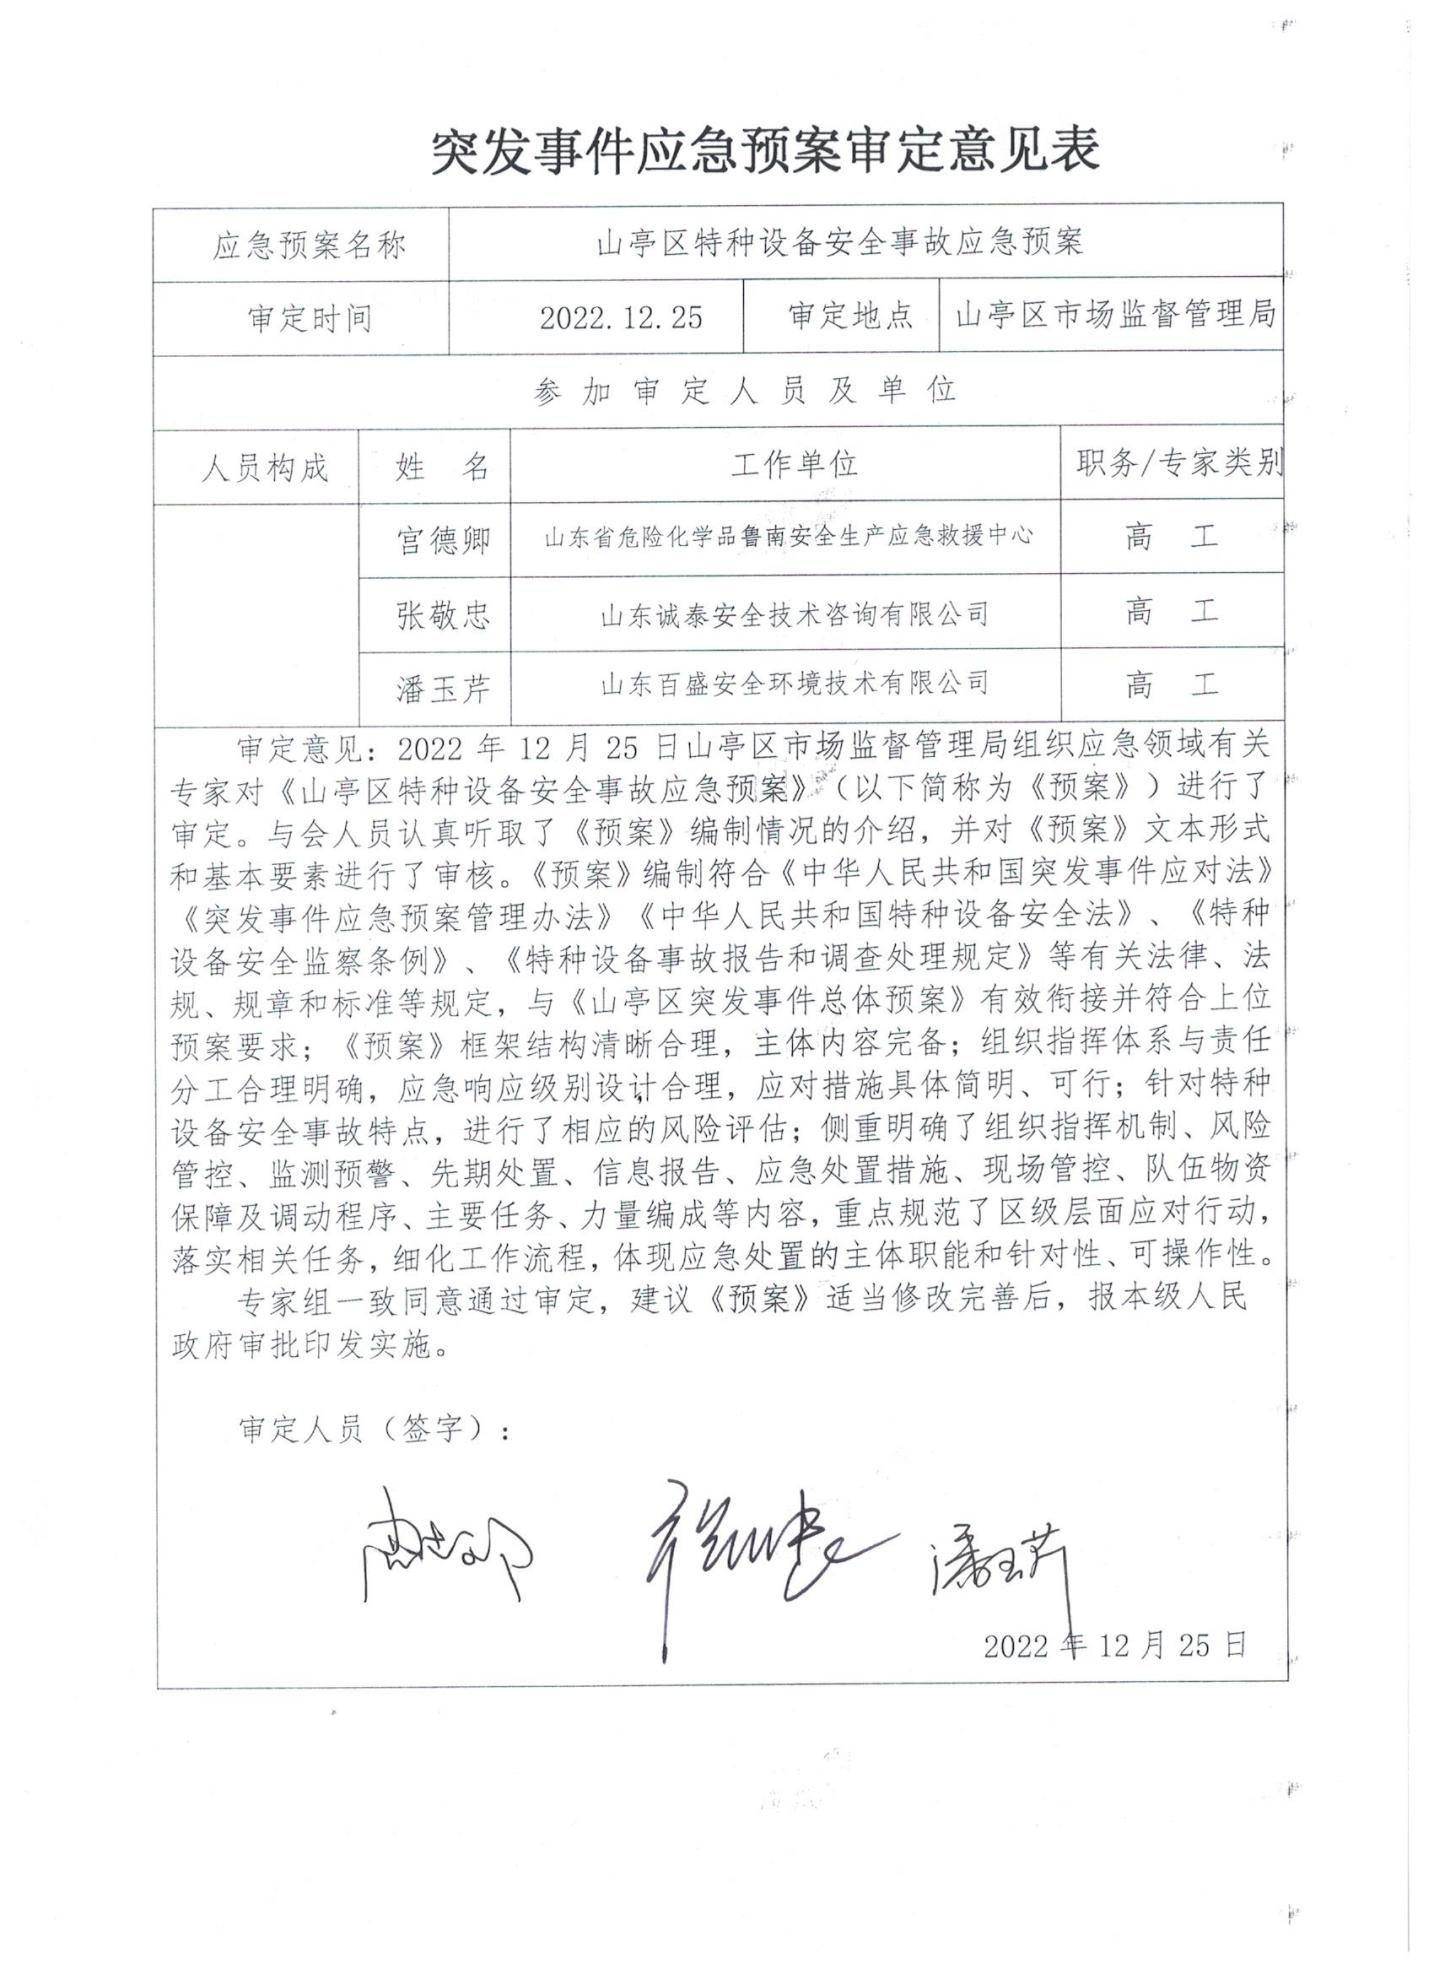 突发事件应急预案审定意见表
应急预案名称 山亭区特种设备安全事故应急预案
审定时间 2022.12.25 审定地点 山亭区市场监督管理局
参加审定人员及单位
人员构成 姓 名 工作单位 职务/专家类别
宫德卿 山东省危险化学品鲁南安全生产应急救援中心 高 工
张敬忠 山东诚泰安全技术咨询有限公司 高 工
潘玉芹 山东百盛安全环境技术有限公司 高 工
审定意见：2022 年 12 月 25 日山亭区市场监督管理局组织应急领域有关
专家对《山亭区特种设备安全事故应急预案》（以下简称为《预案》）进行了
审定。与会人员认真听取了《预案》编制情况的介绍，并对《预案》文本形式
和基本要素进行了审核。《预案》编制符合《中华人民共和国突发事件应对法》
《突发事件应急预案管理办法》《中华人民共和国特种设备安全法》、《特种
设备安全监察条例》、《特种设备事故报告和调查处理规定》等有关法律、法
规、规章和标准等规定，与《山亭区突发事件总体预案》有效衔接并符合上位
预案要求；《预案》框架结构清晰合理，主体内容完备；组织指挥体系与责任
分工合理明确，应急响应级别设计合理，应对措施具体简明、可行；针对特种
设备安全事故特点，进行了相应的风险评估；侧重明确了组织指挥机制、风险
管控、监测预警、先期处置、信息报告、应急处置措施、现场管控、队伍物资
保障及调动程序、主要任务、力量编成等内容，重点规范了区级层面应对行动，
落实相关任务，细化工作流程，体现应急处置的主体职能和针对性、可操作性。
专家组一致同意通过审定，建议《预案》适当修改完善后，报本级人民
政府审批印发实施。
审定人员（签字）：
潘玉芹
2022 年 12 月 25 日